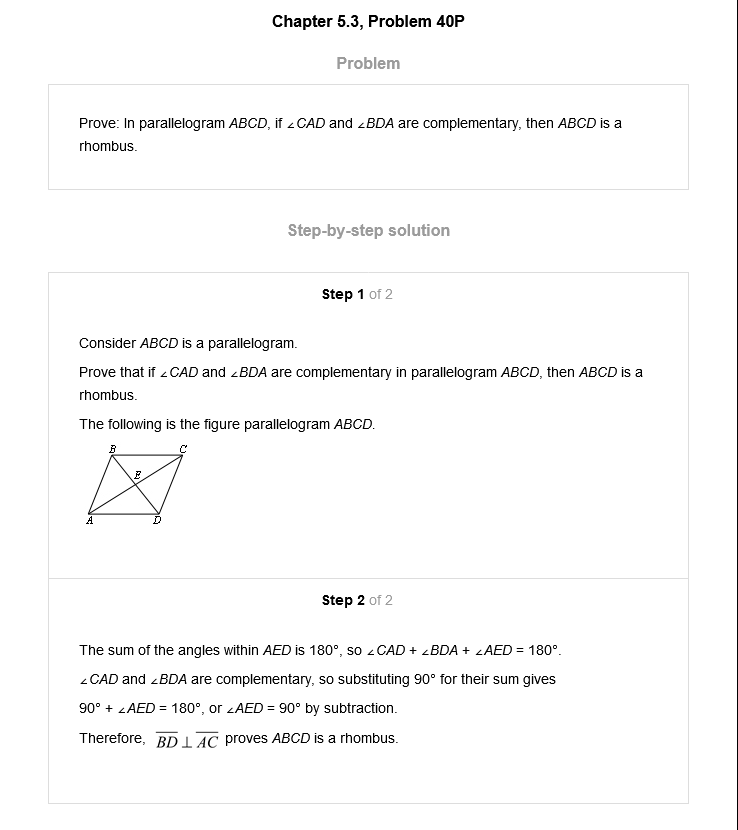 Chapter 5.3, Problem 40P
Problem
Prove: In parallelogram ABCD, if ∠CAD and ∠BDA are complementary, then ABCD is a
rhombus.
Step-by-step solution
Step 1 of 2
Consider ABCD is a parallelogram.
Prove that if ∠CAD and ∠BDA are complementary in parallelogram ABCD, then ABCD is a
rhombus.
The following is the figure parallelogram ABCD.
B C
E
A D
Step 2 of 2
The sum of the angles within AED is 180°, so ∠CAD + ∠BDA + ∠AED = 180°.
∠CAD and ∠BDA are complementary, so substituting 90° for their sum gives
90° + ∠AED = 180°, or ∠AED = 90° by subtraction.
Therefore, B̅D̅ ⊥ A̅C̅ proves ABCD is a rhombus.